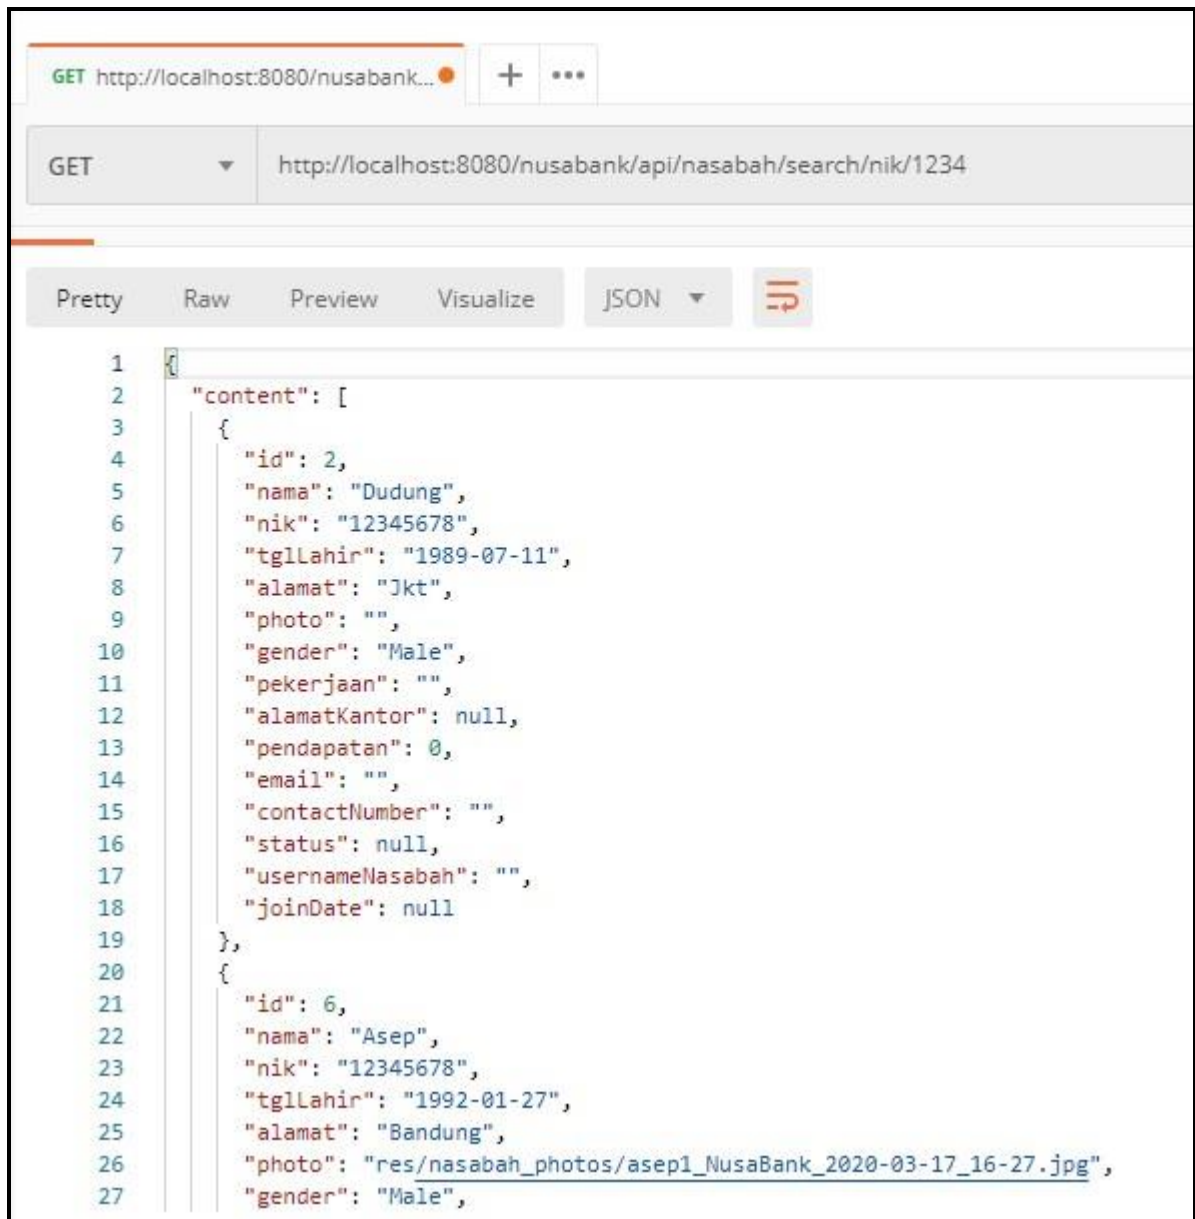 GET http://localhost:8080/nusabank... + •••
GET http://localhost:8080/nusabank/api/nasabah/search/nik/1234
Pretty Raw Preview Visualize JSON
1 {
2 "content": [
3 {
4 "id": 2,
5 "nama": "Dudung",
6 "nik": "12345678",
7 "tglLahir": "1989-07-11",
8 "alamat": "Jkt",
9 "photo": "",
10 "gender": "Male",
11 "pekerjaan": "",
12 "alamatKantor": null,
13 "pendapatan": 0,
14 "email": "",
15 "contactNumber": "",
16 "status": null,
17 "usernameNasabah": "",
18 "joinDate": null
19 },
20 {
21 "id": 6,
22 "nama": "Asep",
23 "nik": "12345678",
24 "tglLahir": "1992-01-27",
25 "alamat": "Bandung",
26 "photo": "res/nasabah_photos/asep1_NusaBank_2020-03-17_16-27.jpg",
27 "gender": "Male",